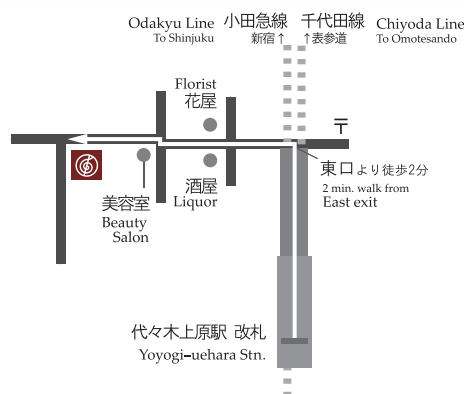 Odakyu Line 小田急線 千代田線 Chiyoda Line
To Shinjuku 新宿↑ ↑表参道 To Omotesando
Florist
花屋
〒
東口より徒歩2分
2 min. walk from
East exit
美容室
Beauty
Salon
酒屋
Liquor
代々木上原駅 改札
Yoyogi-uehara Stn.